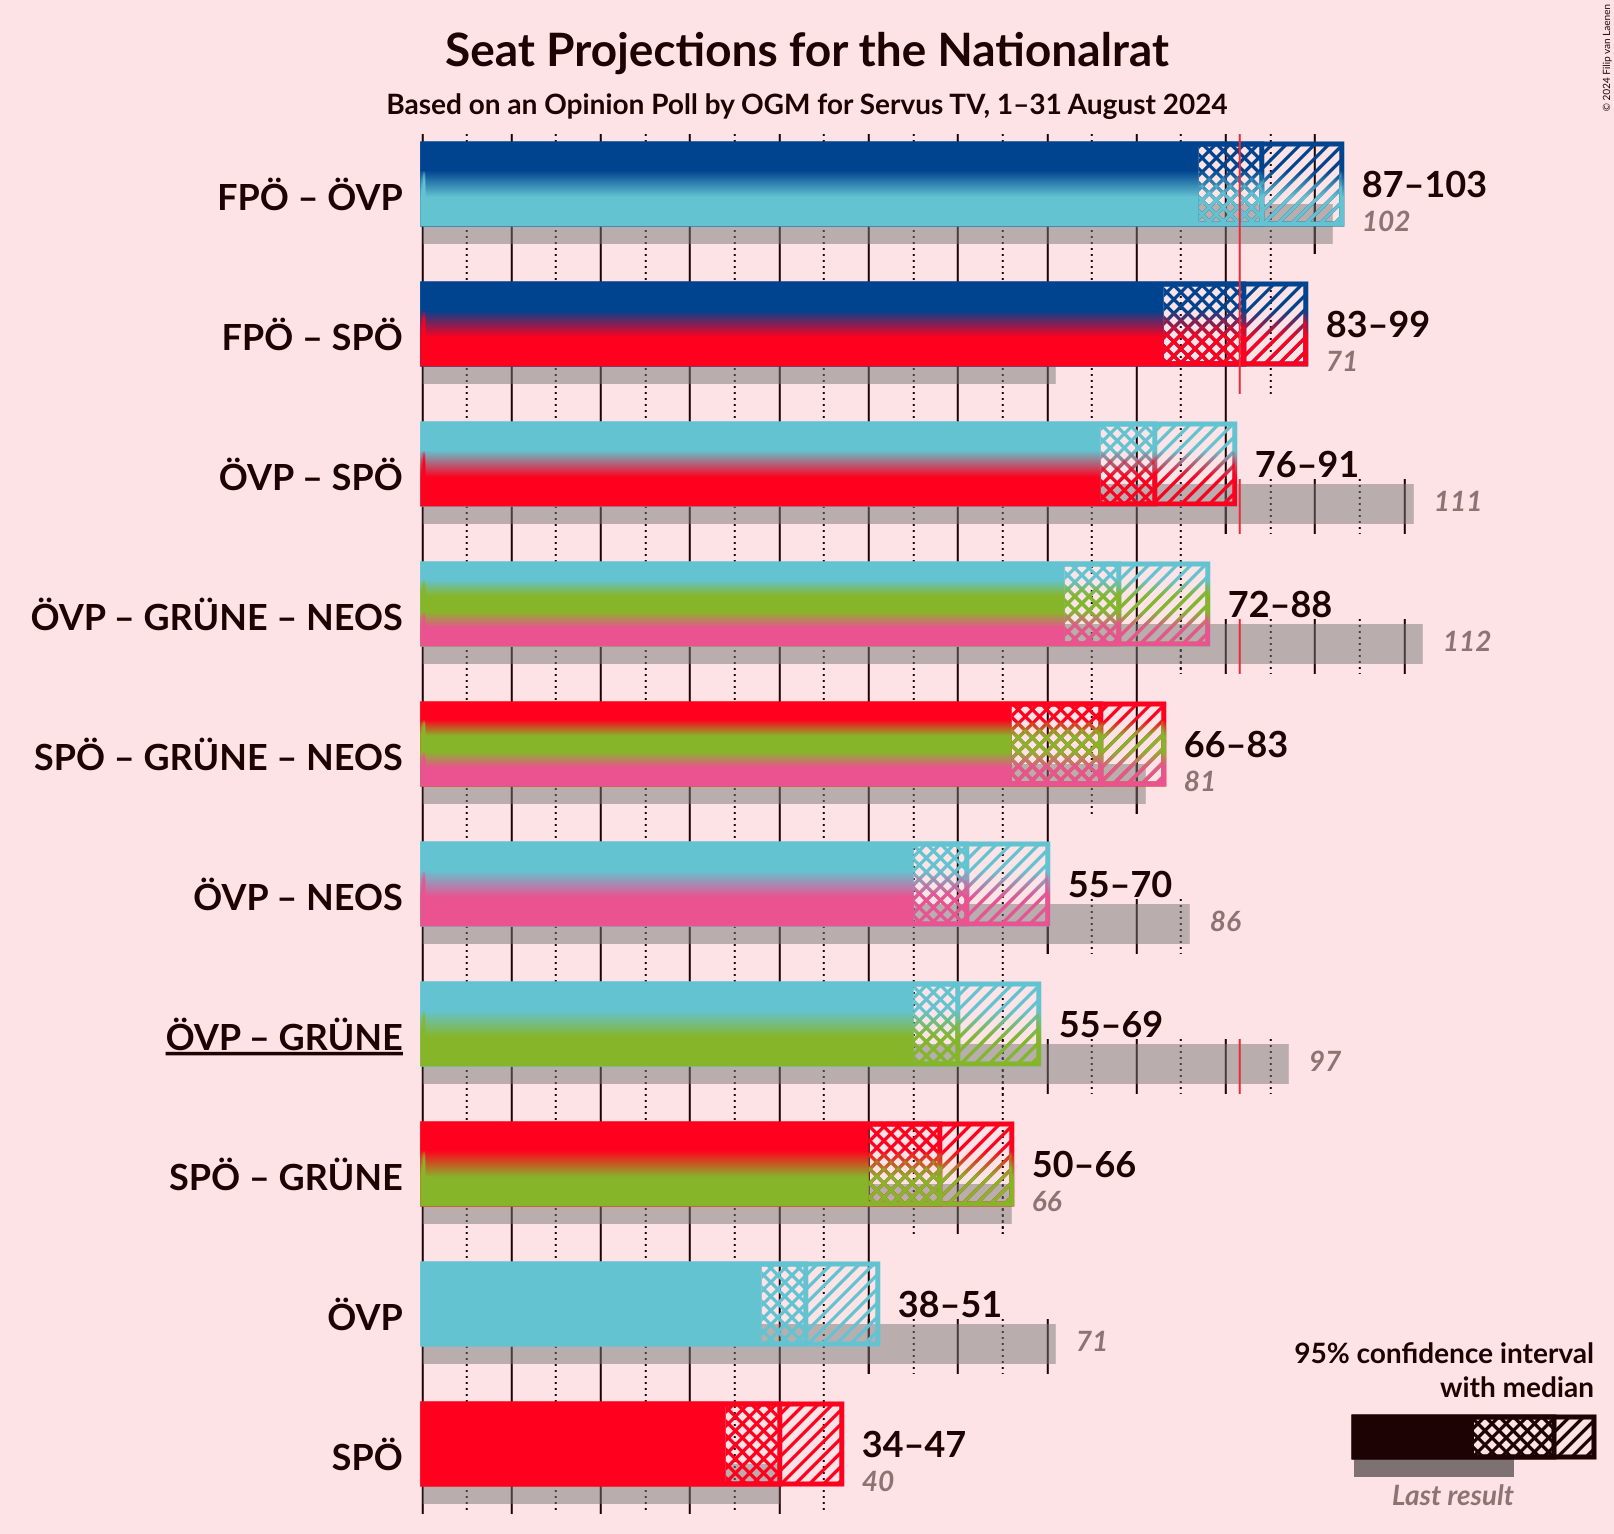 Seat Projections for the Nationalrat
Based on an Opinion Poll by OGM for Servus TV, 1–31 August 2024
© 2024 Filip van Laenen
FPÖ – ÖVP
87–103
102
FPÖ – SPÖ
83–99
71
ÖVP – SPÖ
76–91
111
ÖVP – GRÜNE – NEOS
72–88
112
SPÖ – GRÜNE – NEOS
66–83
81
ÖVP – NEOS
55–70
86
ÖVP – GRÜNE
55–69
97
SPÖ – GRÜNE
50–66
66
ÖVP
38–51
71
SPÖ
34–47
40
95% confidence interval
with median
Last result